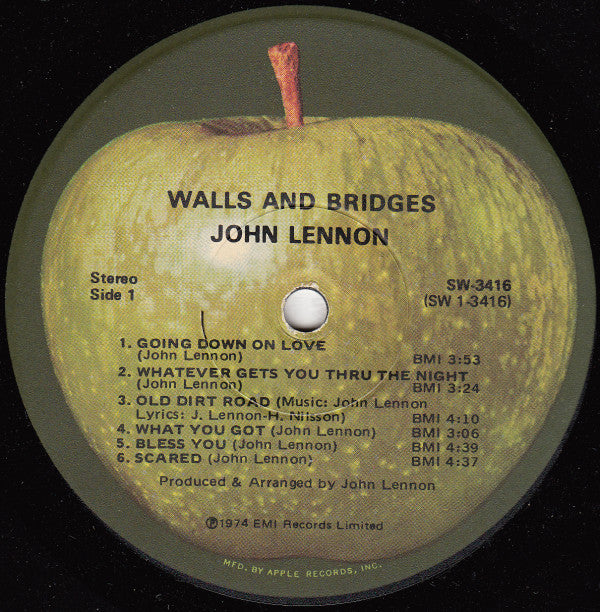 WALLS AND BRIDGES
JOHN LENNON
Stereo
Side 1
SW-3416
(SW 1-3416)
1. GOING DOWN ON LOVE
(John Lennon) BMI 3:53
2. WHATEVER GETS YOU THRU THE NIGHT
(John Lennon) BMI 3:24
3. OLD DIRT ROAD (Music: John Lennon
Lyrics: J. Lennon-H. Nilsson) BMI 4:10
4. WHAT YOU GOT (John Lennon) BMI 3:06
5. BLESS YOU (John Lennon) BMI 4:39
6. SCARED (John Lennon) BMI 4:37
Produced & Arranged by John Lennon
℗1974 EMI Records Limited
MFD. BY APPLE RECORDS, INC.